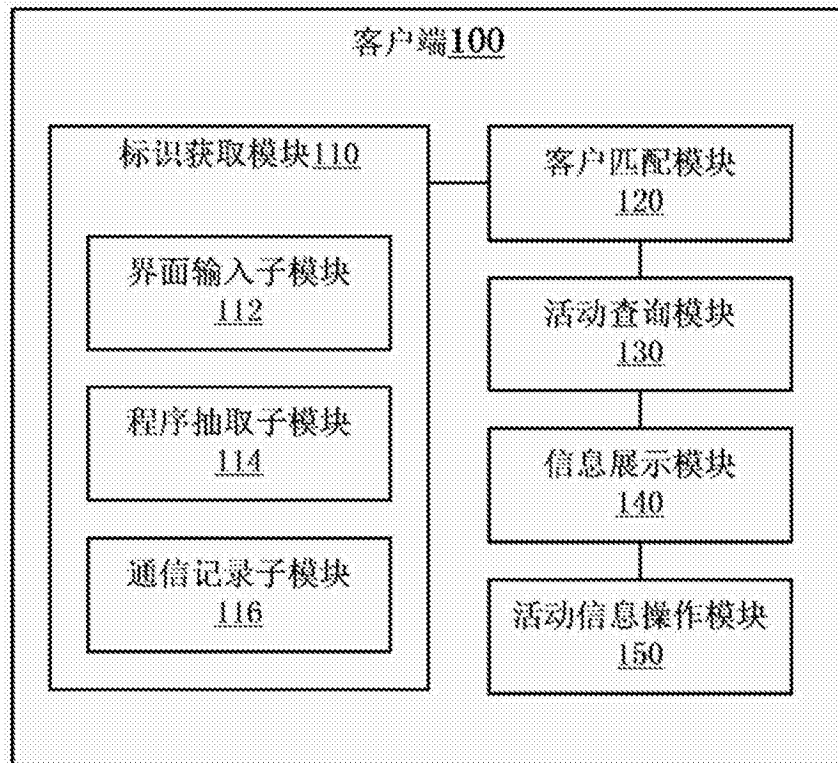 客户端100
标识获取模块110
界面输入子模块
112
程序抽取子模块
114
通信记录子模块
116
客户匹配模块
120
活动查询模块
130
信息展示模块
140
活动信息操作模块
150